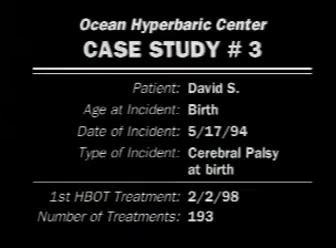 Ocean Hyperbaric Center
CASE STUDY # 3
Patient: David S.
Age at Incident: Birth
Date of Incident: 5/17/94
Type of Incident: Cerebral Palsy
at birth
1st HBOT Treatment: 2/2/98
Number of Treatments: 193